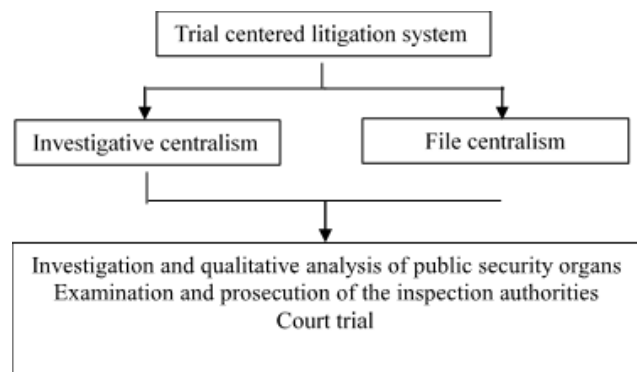 Trial centered litigation system
Investigative centralism
File centralism
Investigation and qualitative analysis of public security organs
Examination and prosecution of the inspection authorities
Court trial